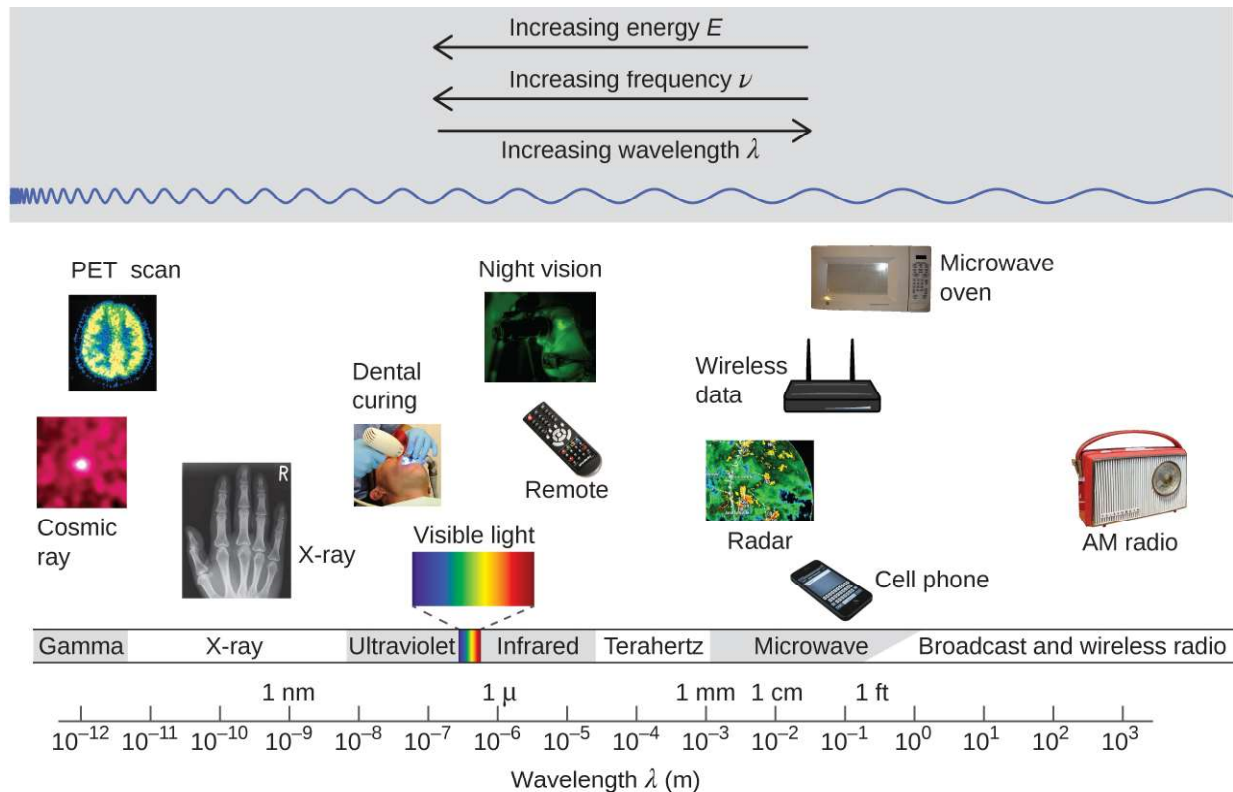 Increasing energy E
Increasing frequency ν
Increasing wavelength λ
PET scan
Night vision
Microwave
oven
Dental
curing
Wireless
data
Cosmic
ray
R
X-ray
Remote
Visible light
Radar
Cell phone
AM radio
Gamma X-ray Ultraviolet Infrared Terahertz Microwave Broadcast and wireless radio
1 nm 1 µ 1 mm 1 cm 1 ft
10⁻¹² 10⁻¹¹ 10⁻¹⁰ 10⁻⁹ 10⁻⁸ 10⁻⁷ 10⁻⁶ 10⁻⁵ 10⁻⁴ 10⁻³ 10⁻² 10⁻¹ 10⁰ 10¹ 10² 10³
Wavelength λ (m)